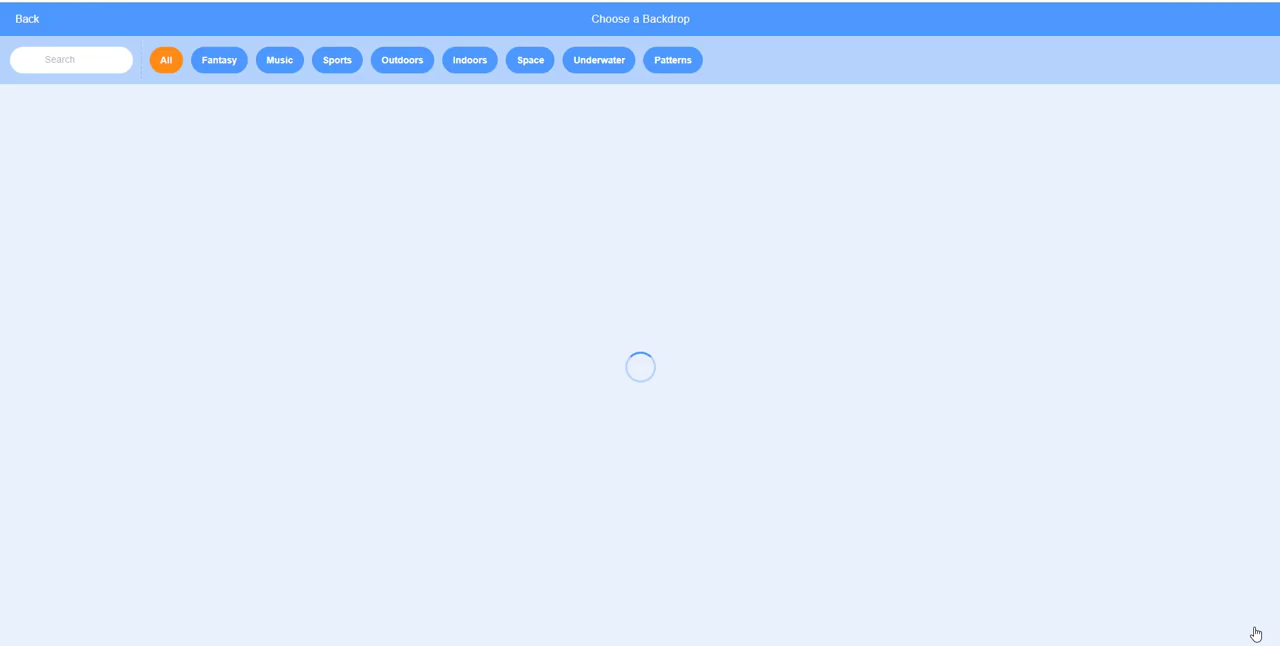 Back
Choose a Backdrop
Search
All
Fantasy
Music
Sports
Outdoors
Indoors
Space
Underwater
Patterns